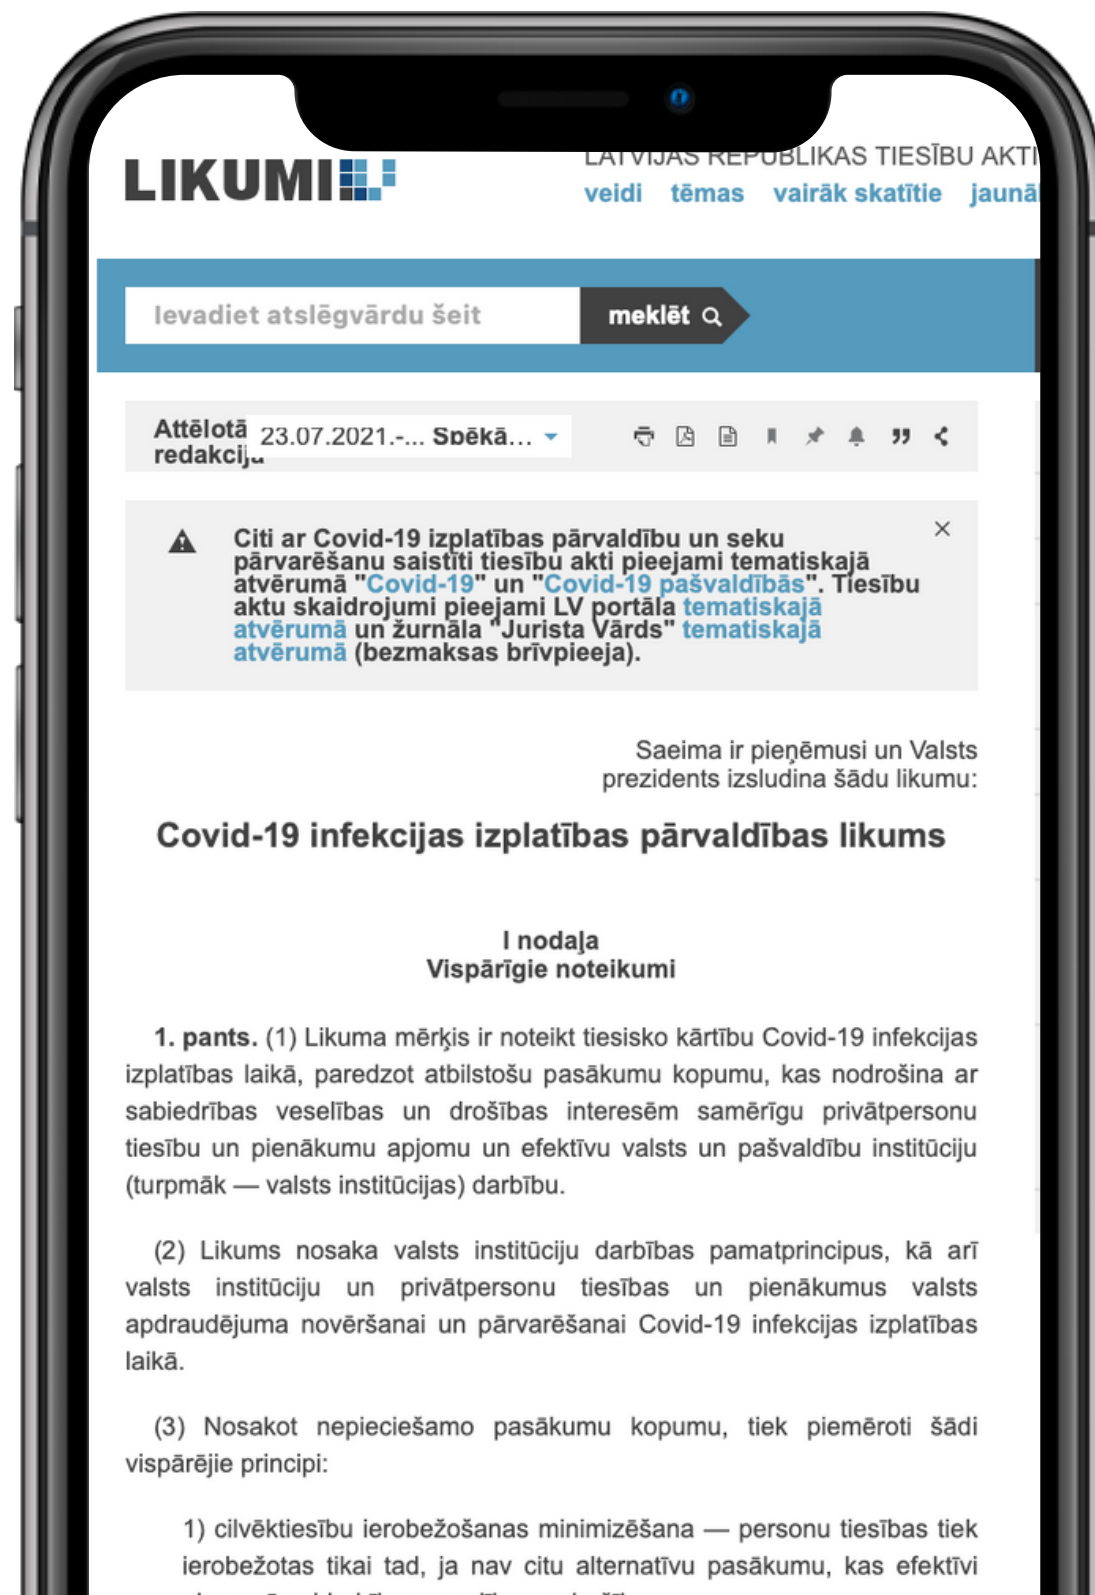 LIKUMI
LATVIJAS REPUBLIKAS TIESĪBU AKTI
veidi tēmas vairāk skatītie
Ievadiet atslēgvārdu šeit
meklēt
Attēlotā
redakcija
23.07.2021.-... Spēkā...
Citi ar Covid-19 izplatības pārvaldību un seku
pārvarēšanu saistīti tiesību akti pieejami tematiskajā
atvērumā "Covid-19" un "Covid-19 pašvaldībās". Tiesību
aktu skaidrojumi pieejami LV portāla tematiskajā
atvērumā un žurnāla "Jurista Vārds" tematiskajā
atvērumā (bezmaksas brīvpieeja).
Saeima ir pieņēmusi un Valsts
prezidents izsludina šādu likumu:
Covid-19 infekcijas izplatības pārvaldības likums
I nodaļa
Vispārīgie noteikumi
1. pants. (1) Likuma mērķis ir noteikt tiesisko kārtību Covid-19 infekcijas
izplatības laikā, paredzot atbilstošu pasākumu kopumu, kas nodrošina ar
sabiedrības veselības un drošības interesēm samērīgu privātpersonu
tiesību un pienākumu apjomu un efektīvu valsts un pašvaldību institūciju
(turpmāk — valsts institūcijas) darbību.
(2) Likums nosaka valsts institūciju darbības pamatprincipus, kā arī
valsts institūciju un privātpersonu tiesības un pienākumus valsts
apdraudējuma novēršanai un pārvarēšanai Covid-19 infekcijas izplatības
laikā.
(3) Nosakot nepieciešamo pasākumu kopumu, tiek piemēroti šādi
vispārējie principi:
1) cilvēktiesību ierobežošanas minimizēšana — personu tiesības tiek
ierobežotas tikai tad, ja nav citu alternatīvu pasākumu, kas efektīvi